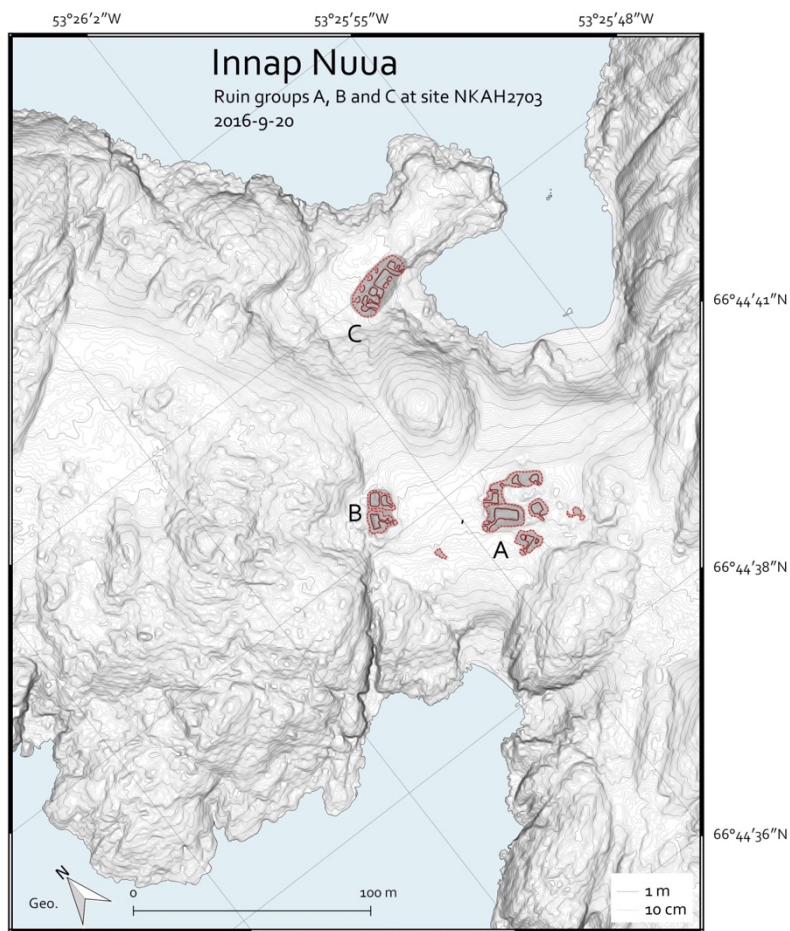 53°26'2"W 53°25'55"W 53°25'48"W
Innap Nuua
Ruin groups A, B and C at site NKAH2703
2016-9-20
66°44'41"N
C
B
A
66°44'38"N
66°44'36"N
N
Geo.
0 100 m
1 m
10 cm